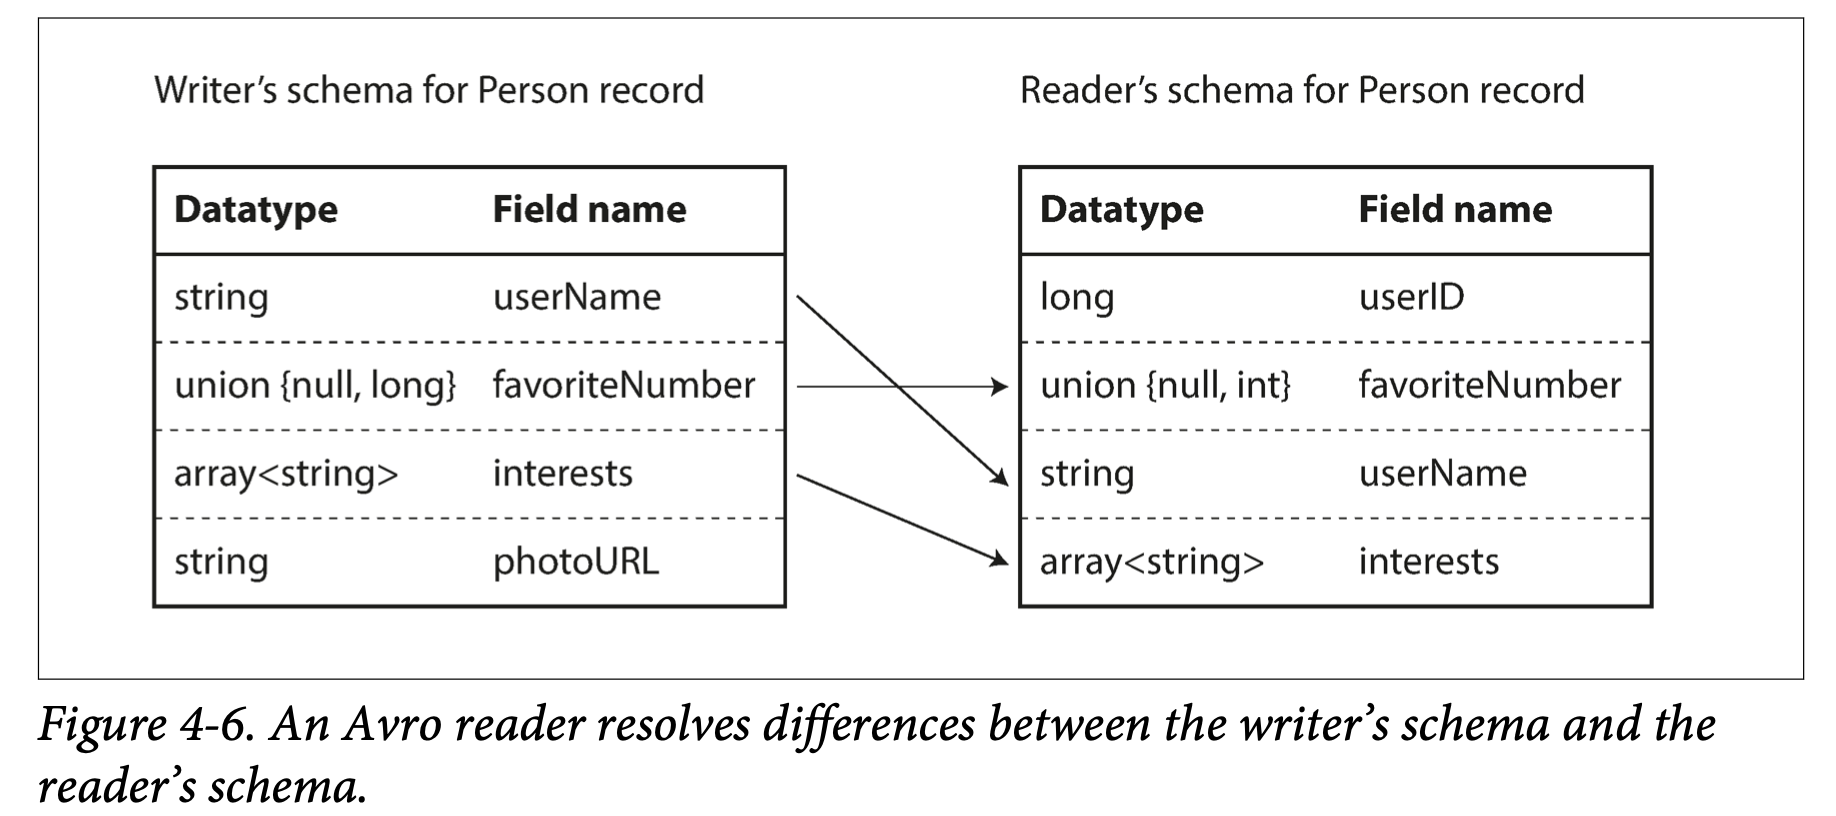 Writer’s schema for Person record
Datatype Field name
string userName
union {null, long} favoriteNumber
array<string> interests
string photoURL
Reader’s schema for Person record
Datatype Field name
long userID
union {null, int} favoriteNumber
string userName
array<string> interests
Figure 4-6. An Avro reader resolves differences between the writer’s schema and the
reader’s schema.